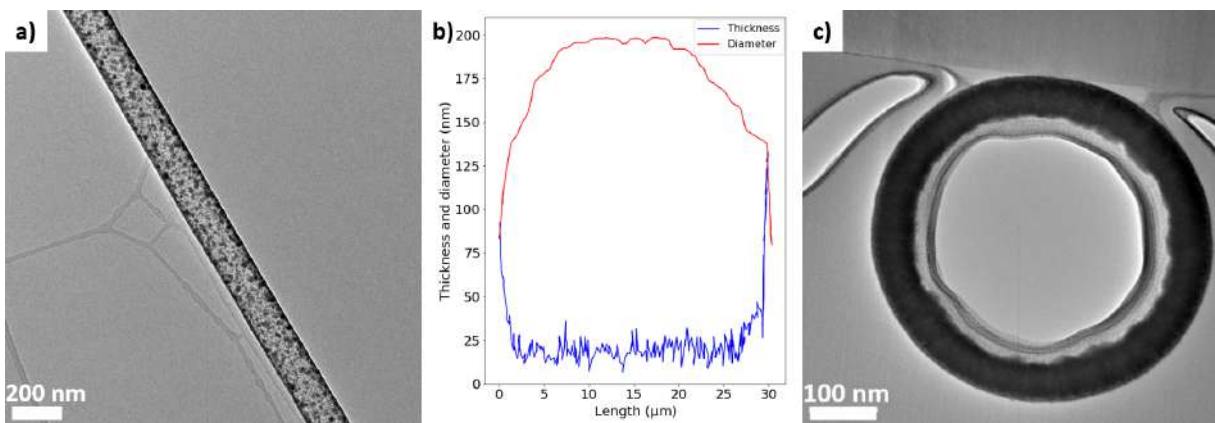 a)
200 nm
b)
Thickness
Diameter
200
175
150
125
100
75
50
25
0
Thickness and diameter (nm)
0 5 10 15 20 25 30
Length (μm)
c)
100 nm